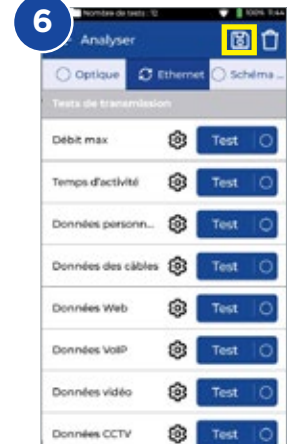 6
Nombre de tests : 12
100% 11:44
Analyser
Optique Ethernet Schéma ...
Tests de transmission
Débit max Test
Temps d'activité Test
Données personn... Test
Données des câbles Test
Données Web Test
Données VoIP Test
Données vidéo Test
Données CCTV Test